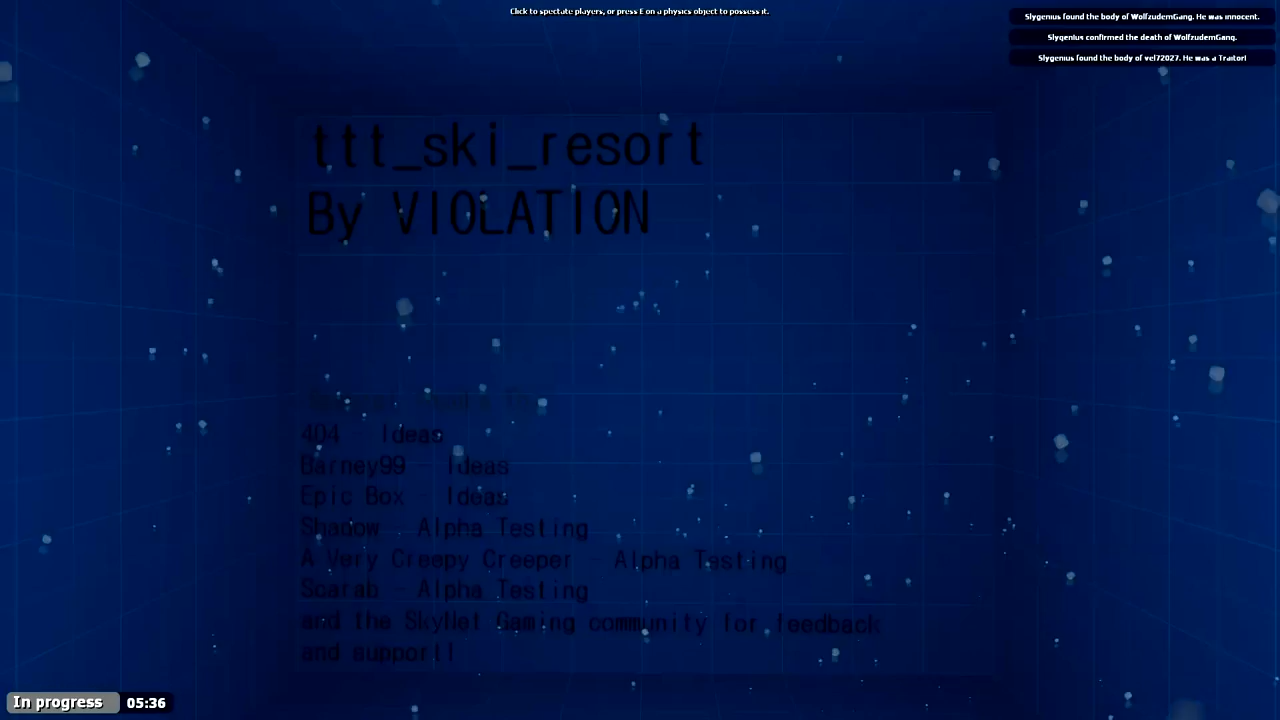 Click to spectate players, or press E on a physics object to possess it.
Slygenius found the body of WolfzudemGang. He was innocent.
Slygenius confirmed the death of WolfzudemGang.
Slygenius found the body of vel72027. He was a Traitor!
ttt_ski_resort
By VIOLATION
Special Thanks To
404 - Ideas
Barney99 - Ideas
Epic Box - Ideas
Shadow - Alpha Testing
A Very Creepy Creeper - Alpha Testing
Scarab - Alpha Testing
and the SkyNet Gaming community for feedback
and support!!
In progress 05:36